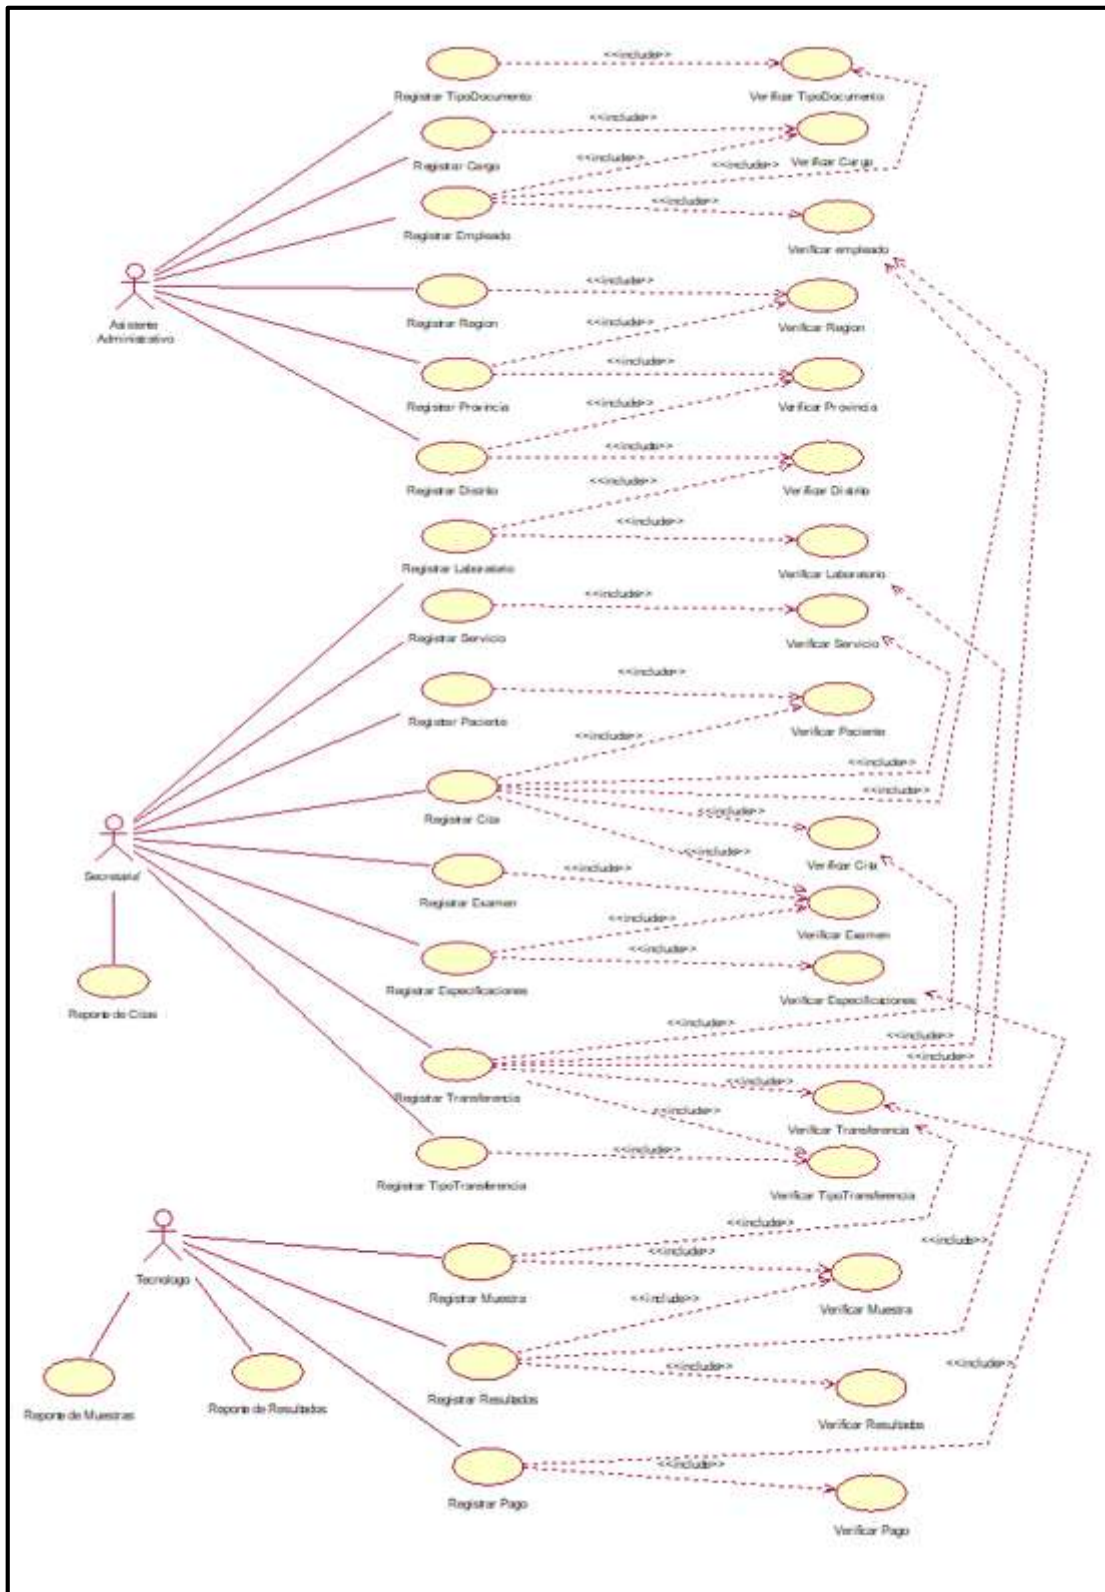 <<include>>
Registrar TipoDocumento
Verificar TipoDocumento
<<include>>
Registrar Cargo
<<include>>
<<include>>
Verificar Cargo
<<include>>
Registrar Empleado
Verificar empleado
<<include>>
Asistente
Administrativo
Registrar Region
Verificar Region
<<include>>
<<include>>
Registrar Provincia
Verificar Provincia
<<include>>
<<include>>
Registrar Distrito
Verificar Distrito
<<include>>
<<include>>
Registrar Laboratorio
Verificar Laboratorio
<<include>>
Registrar Servicio
Verificar Servicio
<<include>>
Registrar Paciente
Verificar Paciente
<<include>>
<<include>>
<<include>>
<<include>>
Registrar Cita
Verificar Cita
<<include>>
Secretaria/
<<include>>
Registrar Examen
<<include>>
Verificar Examen
<<include>>
Registrar Especificaciones
Verificar Especificaciones
Reporte de Citas
<<include>>
<<include>>
<<include>>
<<include>>
Registrar Transferencia
<<include>>
Verificar Transferencia
<<include>>
Registrar TipoTransferencia
Verificar TipoTransferencia
<<include>>
<<include>>
<<include>>
Tecnologo
Registrar Muestra
<<include>>
Verificar Muestra
<<include>>
<<include>>
Registrar Resultados
Reporte de Muestras
Reporte de Resultados
Verificar Resultados
<<include>>
Registrar Pago
Verificar Pago